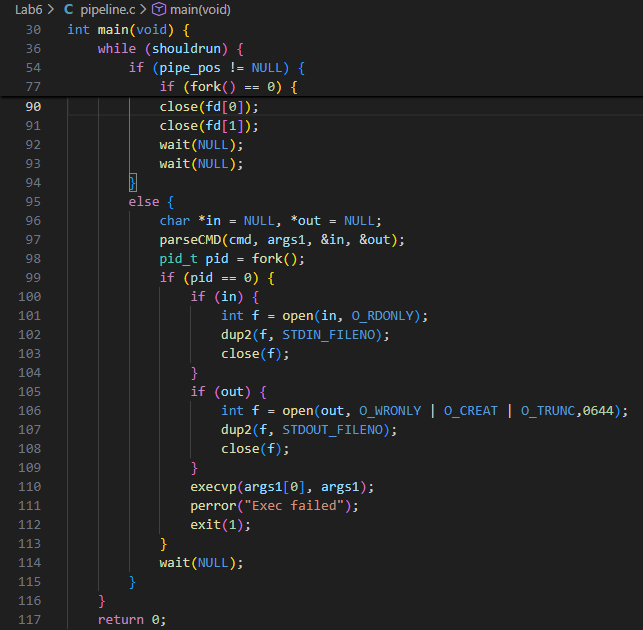 Lab6 > C pipeline.c > main(void)
30 int main(void) {
36     while (shouldrun) {
54         if (pipe_pos != NULL) {
77             if (fork() == 0) {
90             close(fd[0]);
91             close(fd[1]);
92             wait(NULL);
93             wait(NULL);
94         }
95         else {
96             char *in = NULL, *out = NULL;
97             parseCMD(cmd, args1, &in, &out);
98             pid_t pid = fork();
99             if (pid == 0) {
100                 if (in) {
101                     int f = open(in, O_RDONLY);
102                     dup2(f, STDIN_FILENO);
103                     close(f);
104                 }
105                 if (out) {
106                     int f = open(out, O_WRONLY | O_CREAT | O_TRUNC,0644);
107                     dup2(f, STDOUT_FILENO);
108                     close(f);
109                 }
110                 execvp(args1[0], args1);
111                 perror("Exec failed");
112                 exit(1);
113             }
114             wait(NULL);
115         }
116     }
117     return 0;